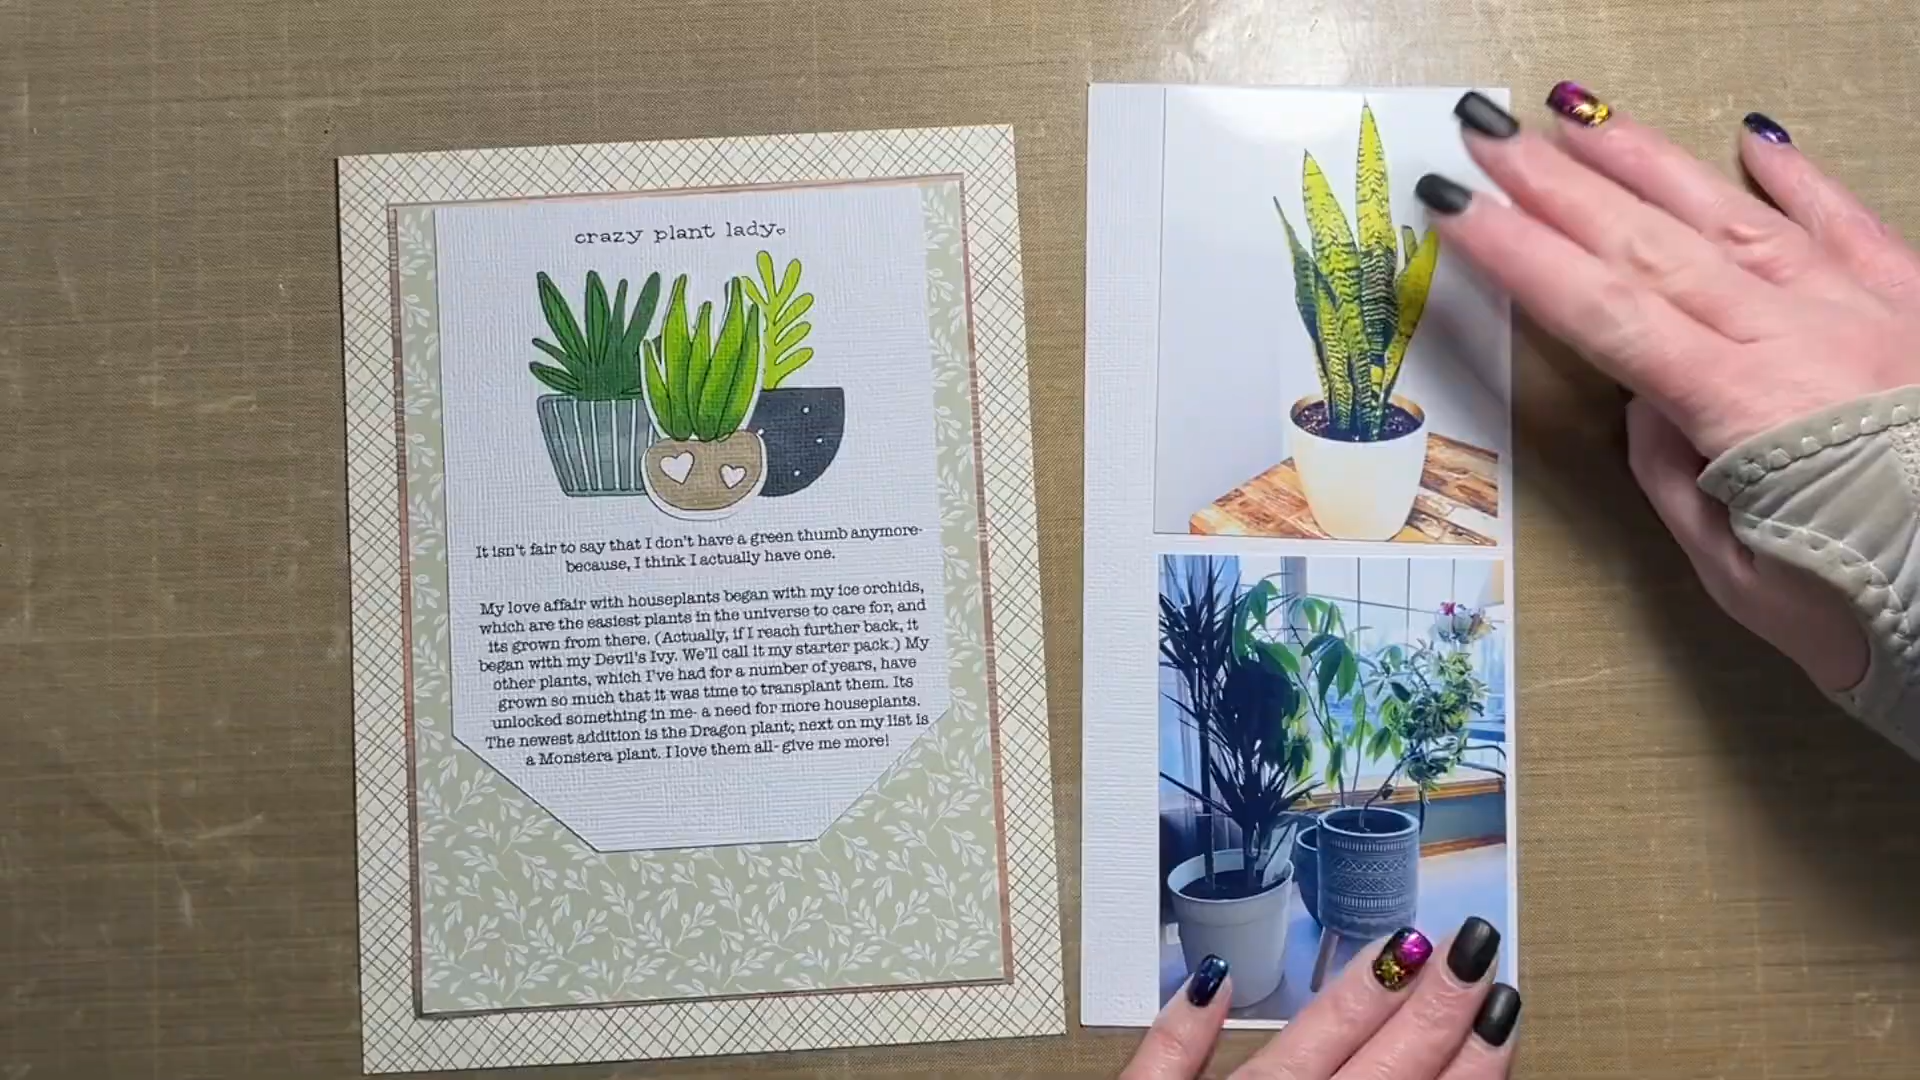 crazy plant lady
It isn't fair to say that I don't have a green thumb anymore-
because, I think I actually have one.
My love affair with houseplants began with my ice orchids,
which are the easiest plants in the universe to care for, and
its grown from there. (Actually, if I reach further back, it
began with my Devil's Ivy. We'll call it my starter pack.) My
other plants, which I've had for a number of years, have
grown so much that it was time to transplant them. Its
unlocked something in me- a need for more houseplants.
The newest addition is the Dragon plant; next on my list is
a Monstera plant. I love them all- give me more!